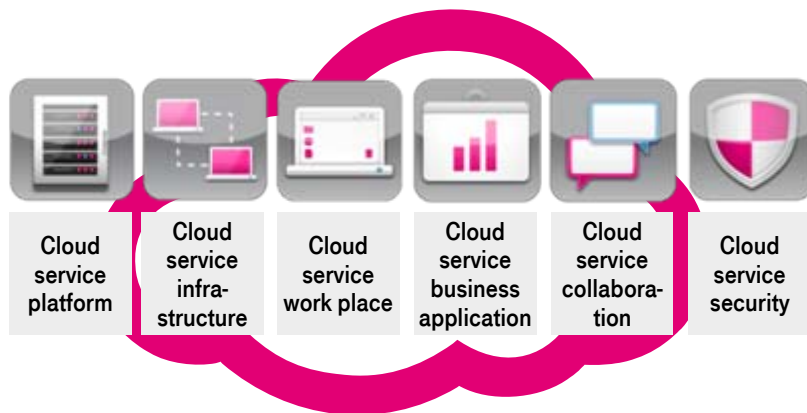 Cloud
service
platform
Cloud
service
infra-
structure
Cloud
service
work place
Cloud
service
business
application
Cloud
service
collabora-
tion
Cloud
service
security